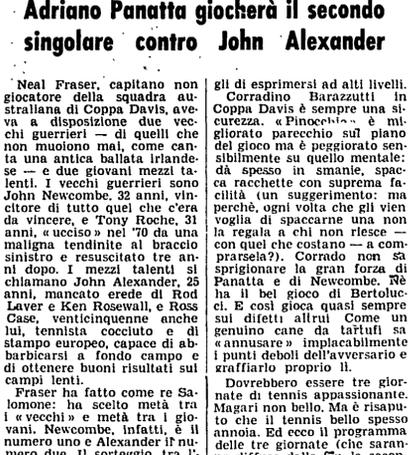 Adriano Panatta giocherà il secondo
singolare contro John Alexander
Neal Fraser, capitano non
giocatore della squadra au-
straliana di Coppa Davis, ave-
va a disposizione due vec-
chi guerrieri — di quelli che
non muoiono mai, come can-
ta una antica ballata irlande-
se — e due giovani mezzi ta-
lenti. I vecchi guerrieri sono
John Newcombe, 32 anni, vin-
citore di tutto quel che c'era
da vincere, e Tony Roche, 31
anni, « ucciso » nel '70 da una
maligna tendinite al braccio
sinistro e resuscitato tre an-
ni dopo. I mezzi talenti si
chiamano John Alexander, 25
anni, mancato erede di Rod
Laver e Ken Rosewall, e Ross
Case, venticinquenne anche
lui, tennista cocciuto e di
stampo europeo, capace di ab-
barbicarsi a fondo campo e
di ottenere buoni risultati sui
campi lenti.
Fraser ha fatto come re Sa-
lomone: ha scelto metà tra
i « vecchi » e metà tra i gio-
vani. Newcombe, infatti, è il
numero uno e Alexander il nu-
mero due. Il sorteggio, tra l'
gli di esprimersi ad alti livelli.
Corradino Barazzutti in
Coppa Davis è sempre una si-
curezza. « Pinocchio » è mi-
gliorato parecchio sul piano
del gioco ma è peggiorato sen-
sibilmente su quello mentale:
dà spesso in smanie, spac-
ca racchette con suprema fa-
cilità (un suggerimento: ma
perchè, ogni volta che gli vien
voglia di spaccarne una non
la regala a chi non riesce —
con quel che costano — a com-
prarsela?). Corrado non sa
sprigionare la gran forza di
Panatta e di Newcombe. Nè
ha il bel gioco di Bertoluc-
ci. E così gioca quasi sempre
sui difetti altrui Come un
genuino cane da tartufi sa
« annusare » implacabilmente
i punti deboli dell'avversario e
graffiarlo proprio lì.
Dovrebbero essere tre gior-
nate di tennis appassionante.
Magari non bello. Ma è risapu-
to che il tennis bello spesso
annoia. Ed ecco il programma
delle tre giornate (che saran-